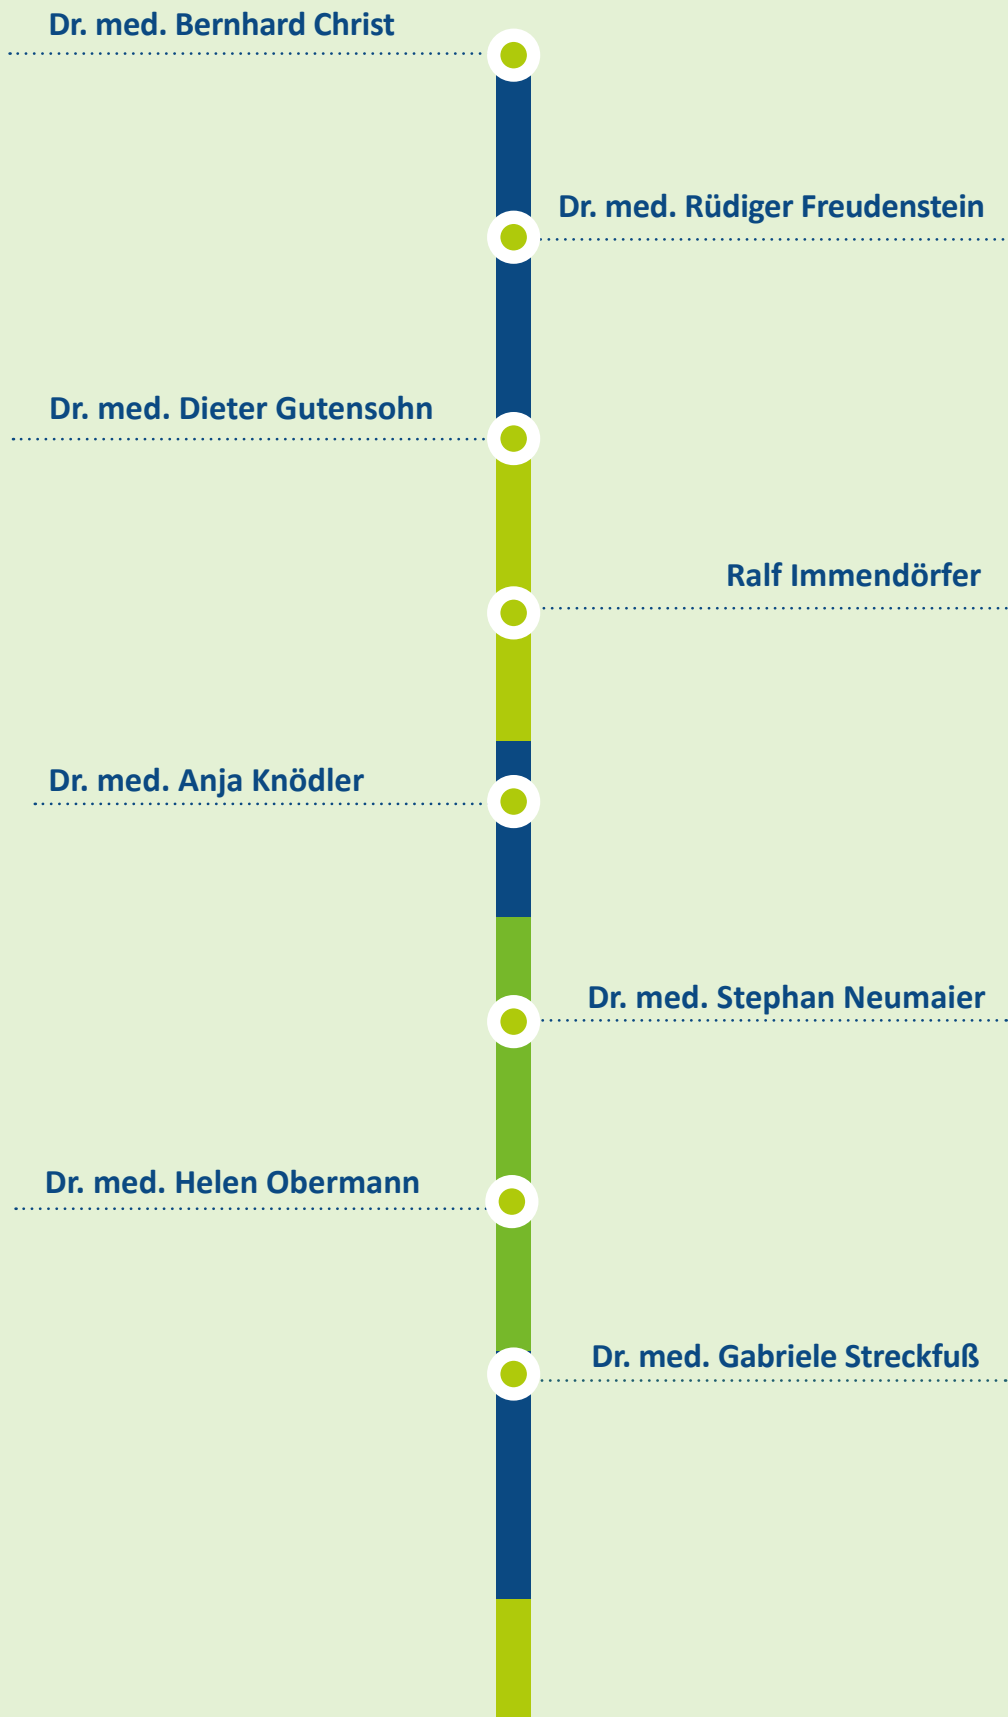 Dr. med. Bernhard Christ
Dr. med. Rüdiger Freudenstein
Dr. med. Dieter Gutensohn
Ralf Immendörfer
Dr. med. Anja Knödler
Dr. med. Stephan Neumaier
Dr. med. Helen Obermann
Dr. med. Gabriele Streckfuß